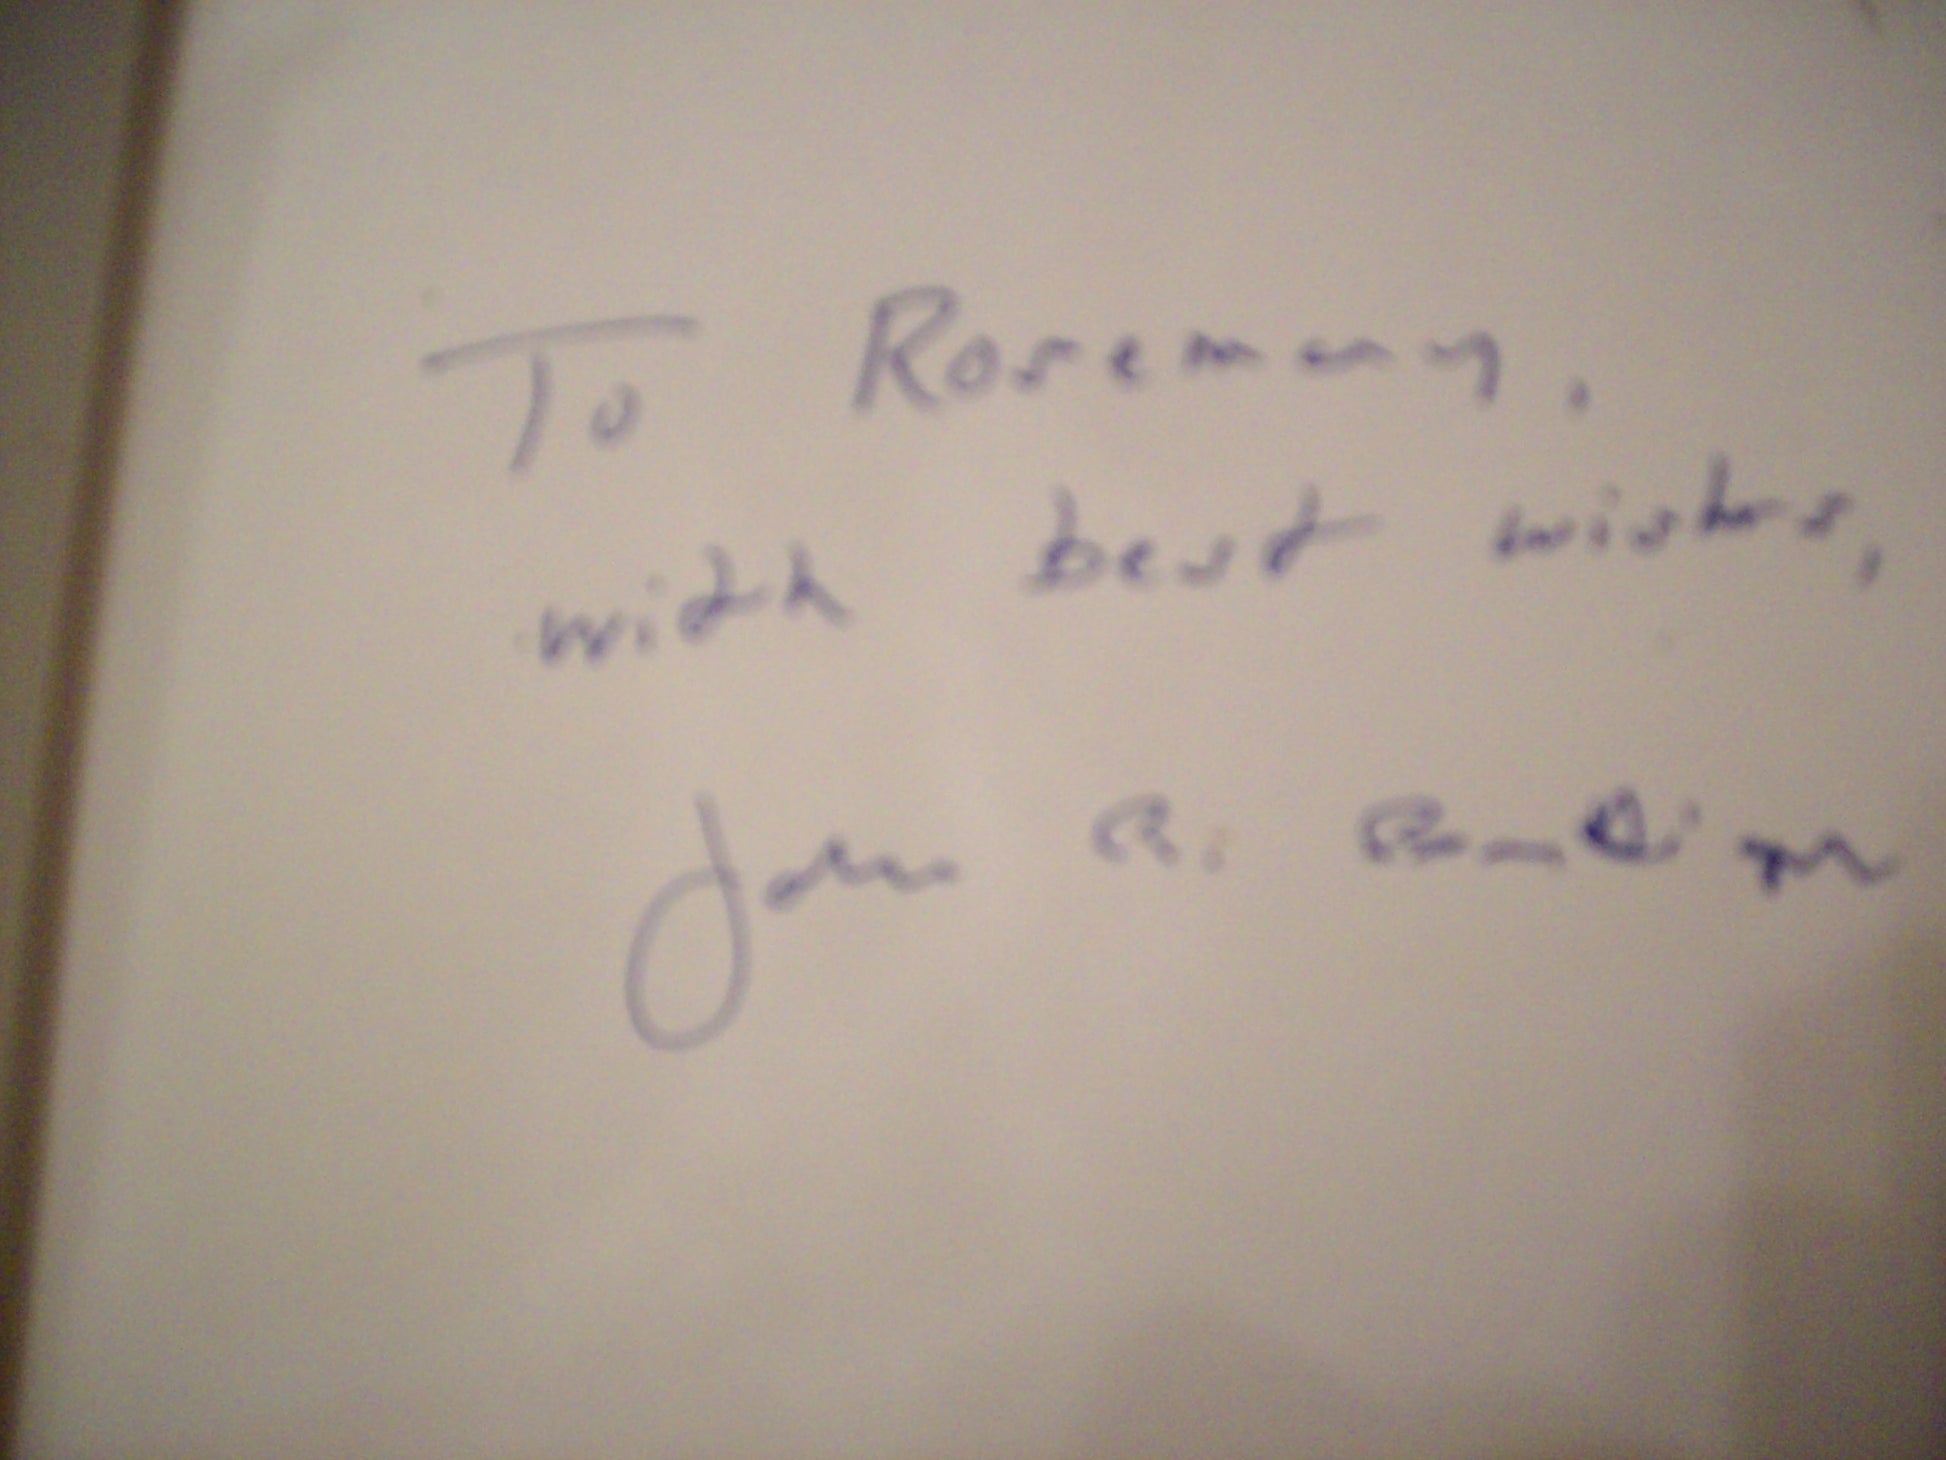 To Rosemary,
with best wishes,
John R.